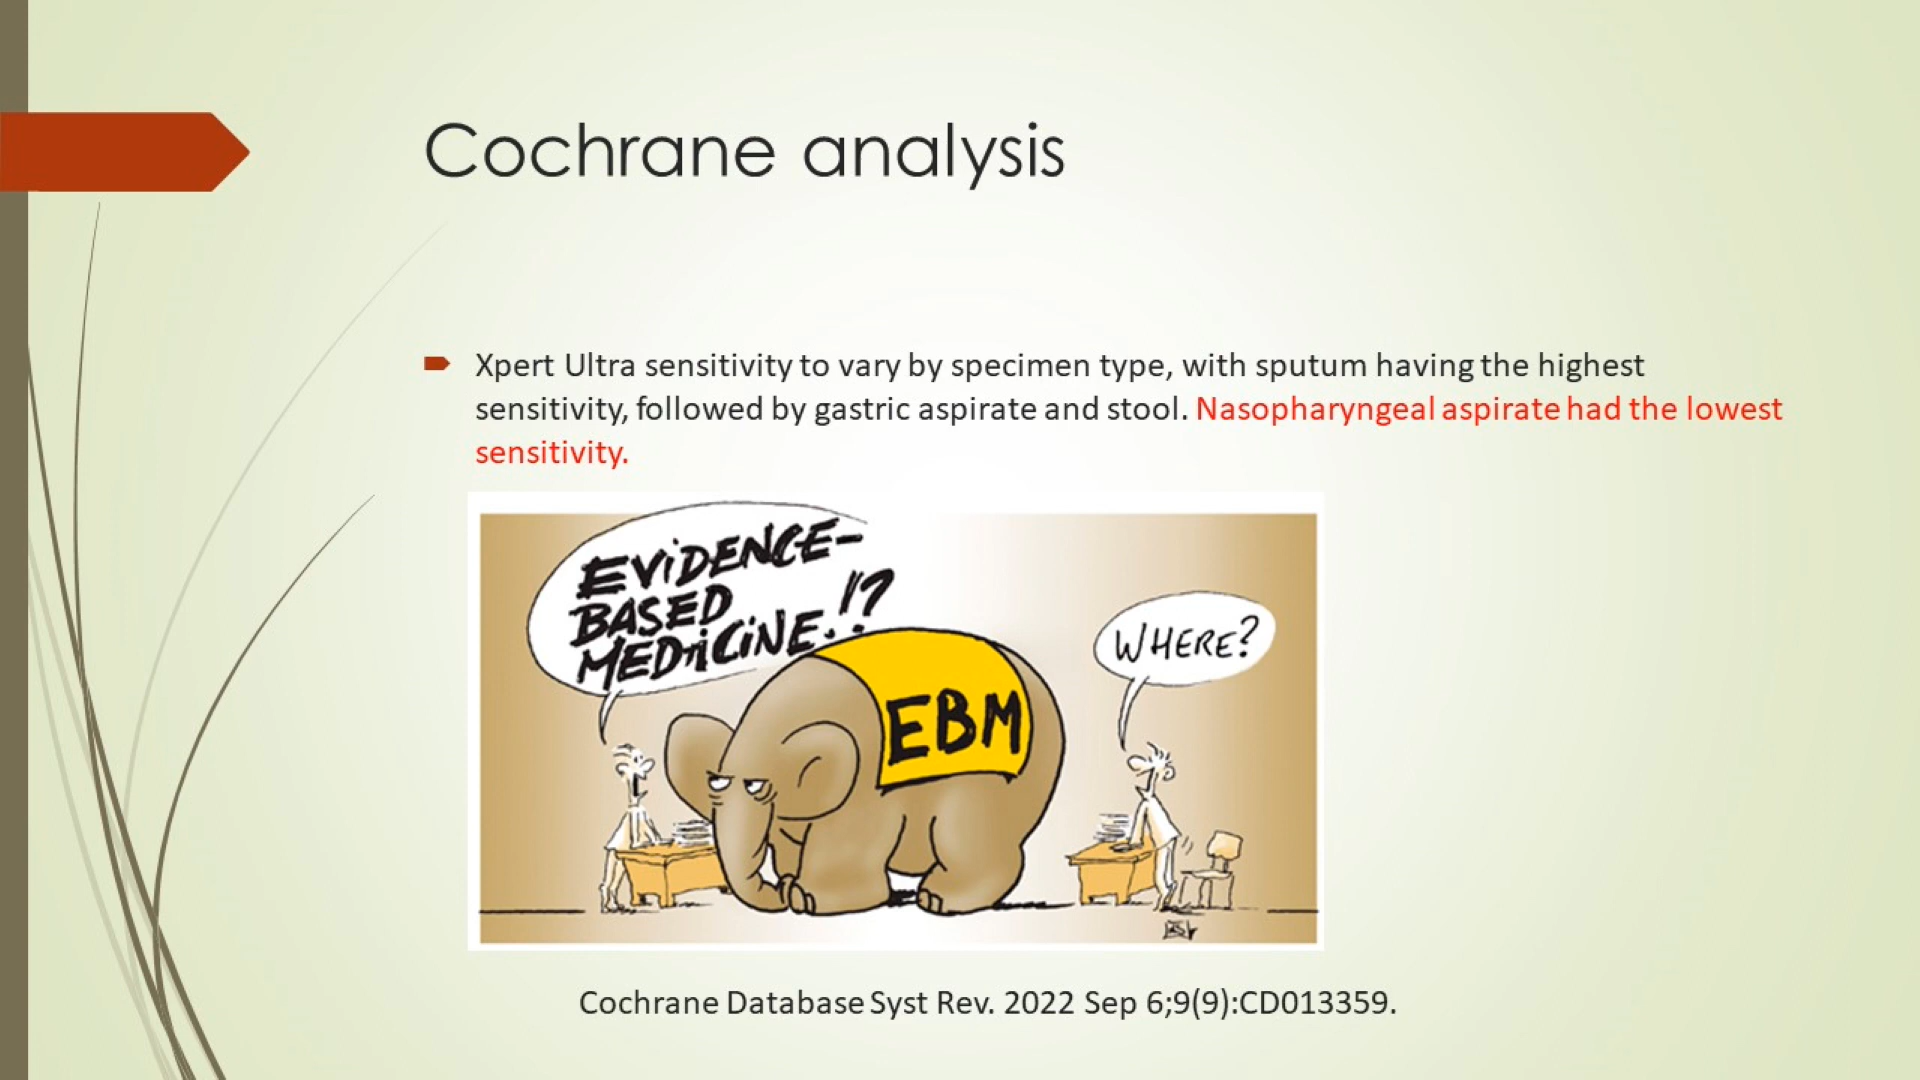 Cochrane analysis
Xpert Ultra sensitivity to vary by specimen type, with sputum having the highest
sensitivity, followed by gastric aspirate and stool. Nasopharyngeal aspirate had the lowest
sensitivity.
EViDENCE-
BASED
MEDiCiNE.!?
WHERE?
EBM
Cochrane Database Syst Rev. 2022 Sep 6;9(9):CD013359.